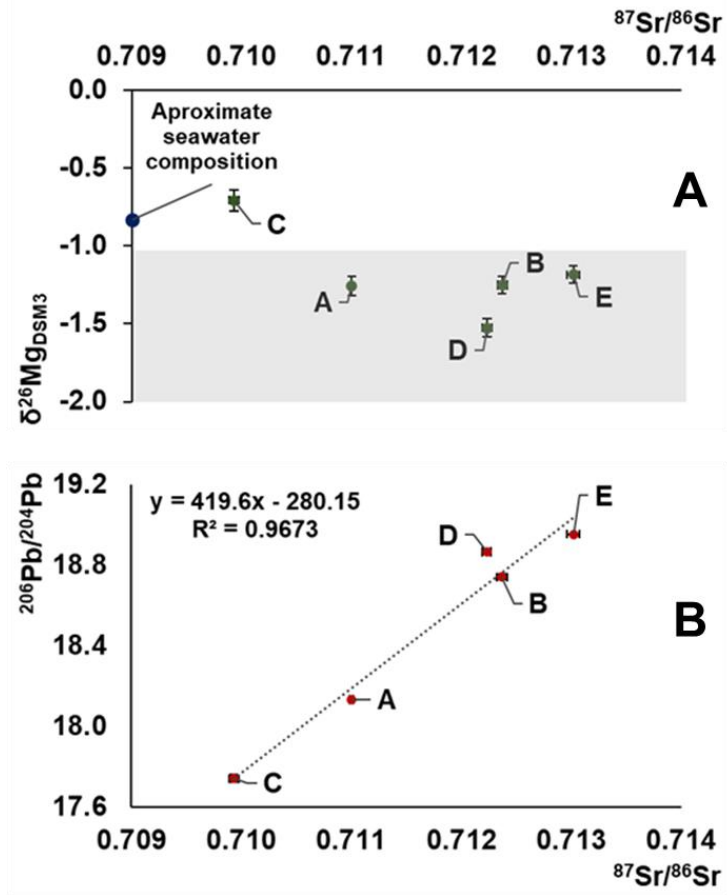 ⁸⁷Sr/⁸⁶Sr
0.709 0.710 0.711 0.712 0.713 0.714
0.0
Aproximate
seawater
composition
-0.5
A
C
-1.0
B
A
E
-1.5
D
-2.0
δ²⁶Mg_DSM3
19.2
y = 419.6x - 280.15
E
R² = 0.9673
D
18.8
B
B
18.4
A
18.0
C
17.6
²⁰⁶Pb/²⁰⁴Pb
0.709 0.710 0.711 0.712 0.713 0.714
⁸⁷Sr/⁸⁶Sr